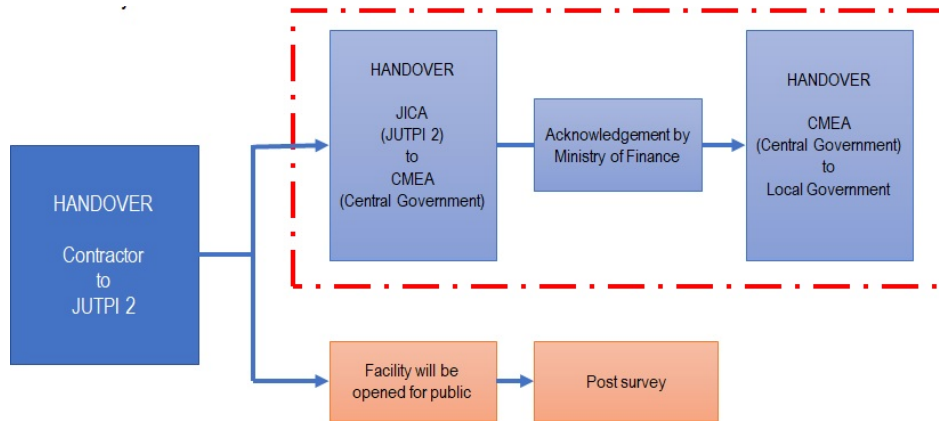 HANDOVER
Contractor
to
JUTPI 2
HANDOVER
JICA
(JUTPI 2)
to
CMEA
(Central Government)
Acknowledgement by
Ministry of Finance
HANDOVER
CMEA
(Central Government)
to
Local Government
Facility will be
opened for public
Post survey